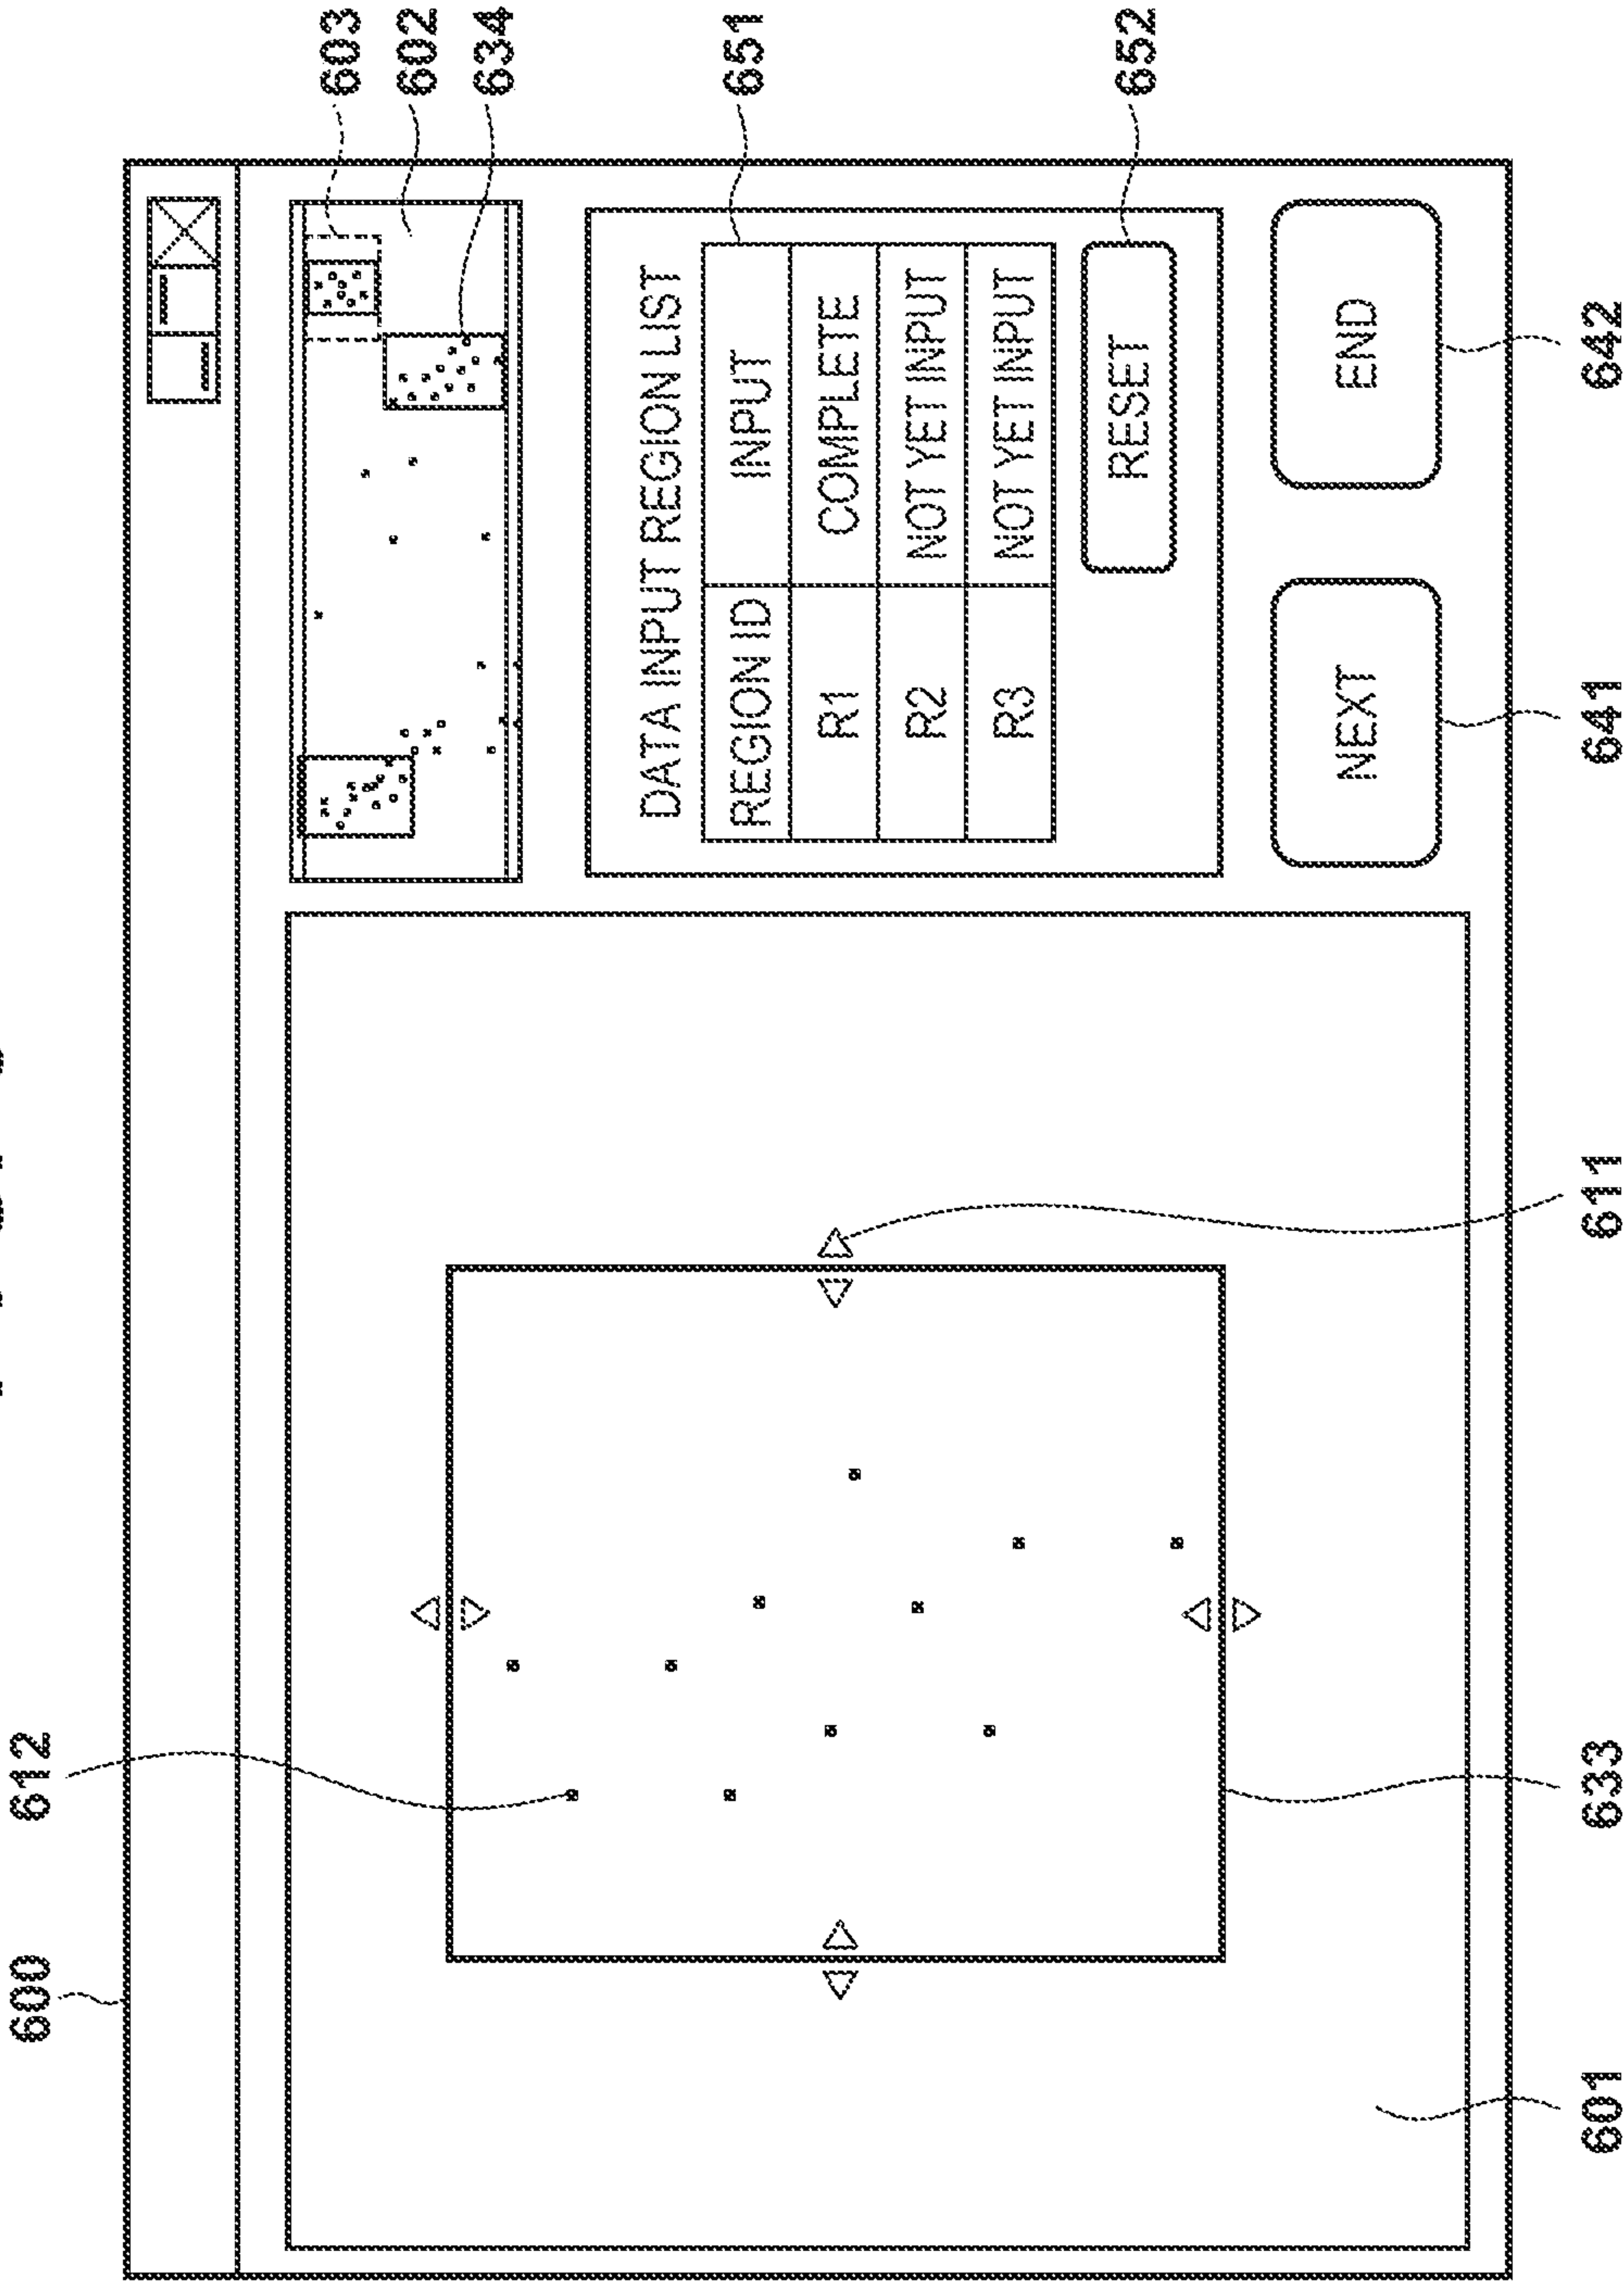 600 612
603
602
634
DATA INPUT REGION LIST
651
REGION ID INPUT
R1 COMPLETE
R2 NOT YET INPUT
R3 NOT YET INPUT
RESET
652
NEXT END
601 633 611 641 642